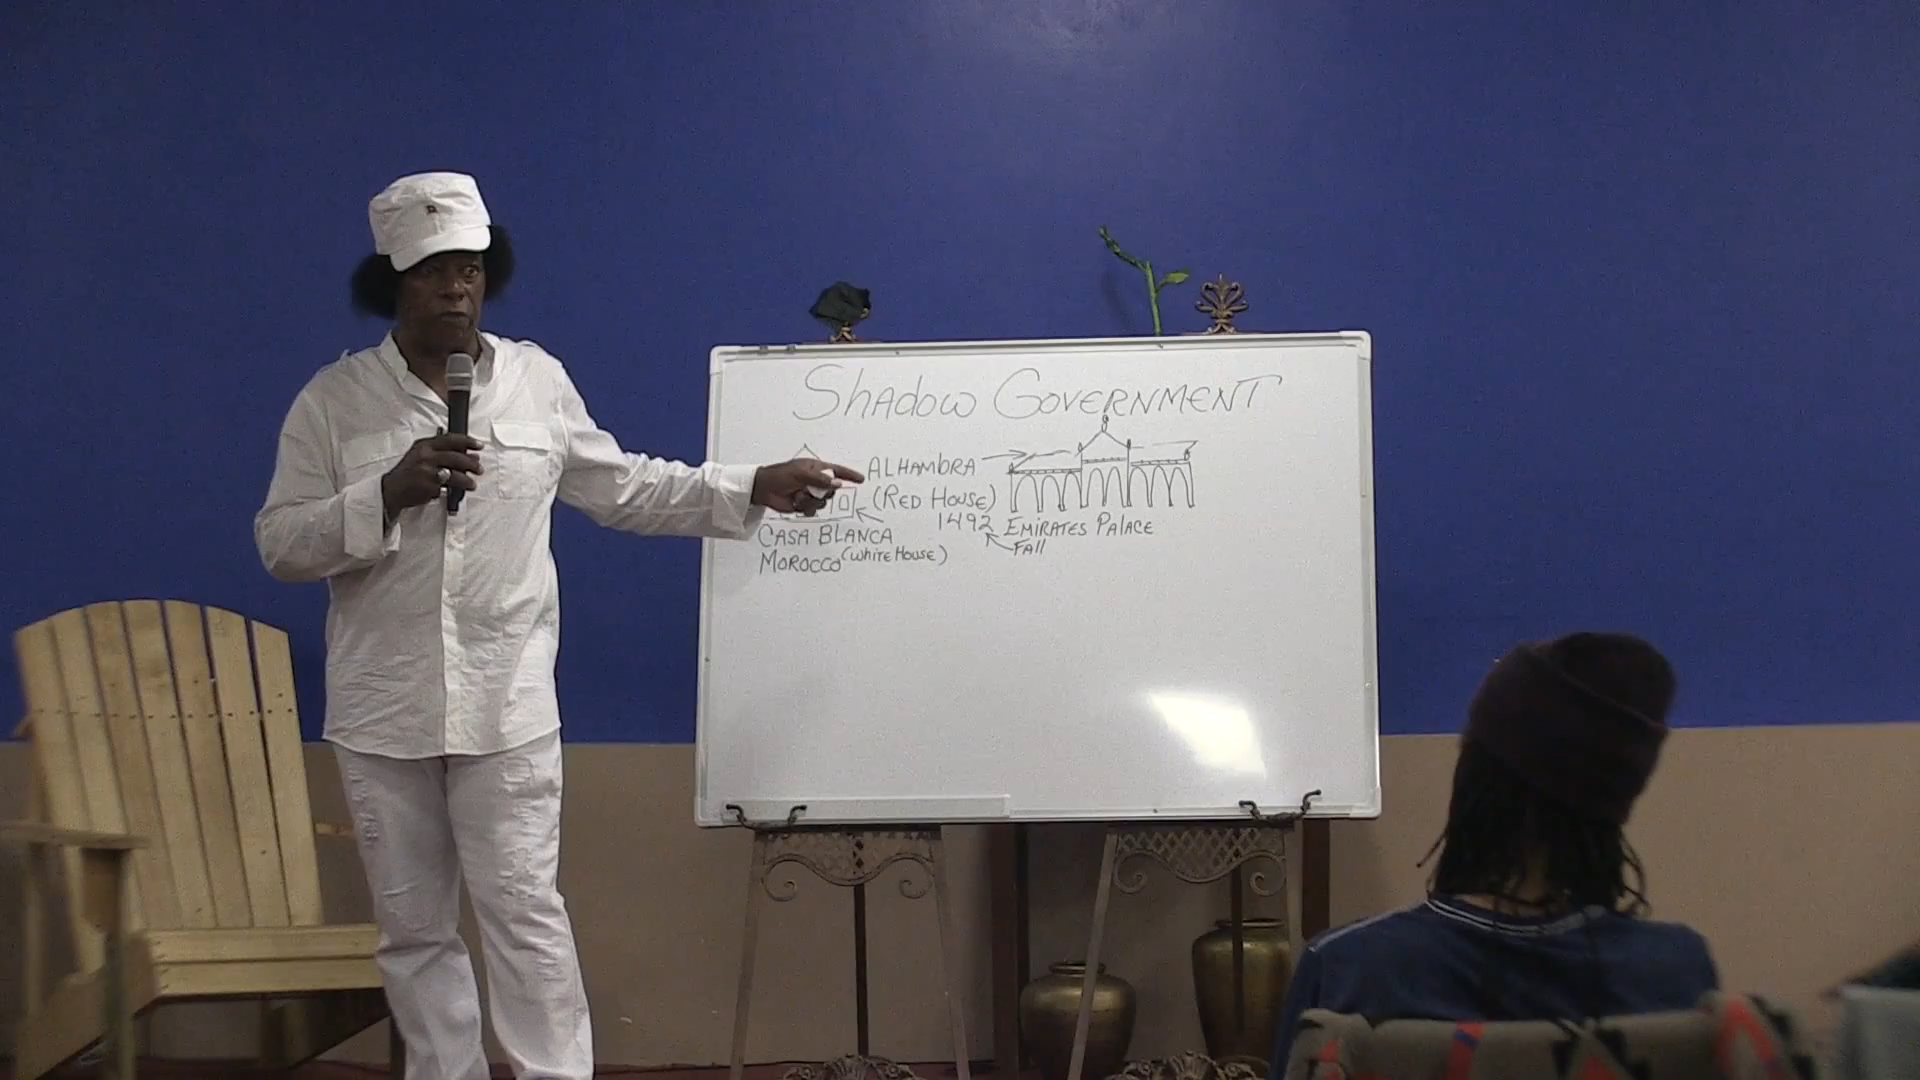 Shadow Government
Alhambra
(Red House)
1492
Emirates Palace
Fall
Casa Blanca
Morocco (White House)